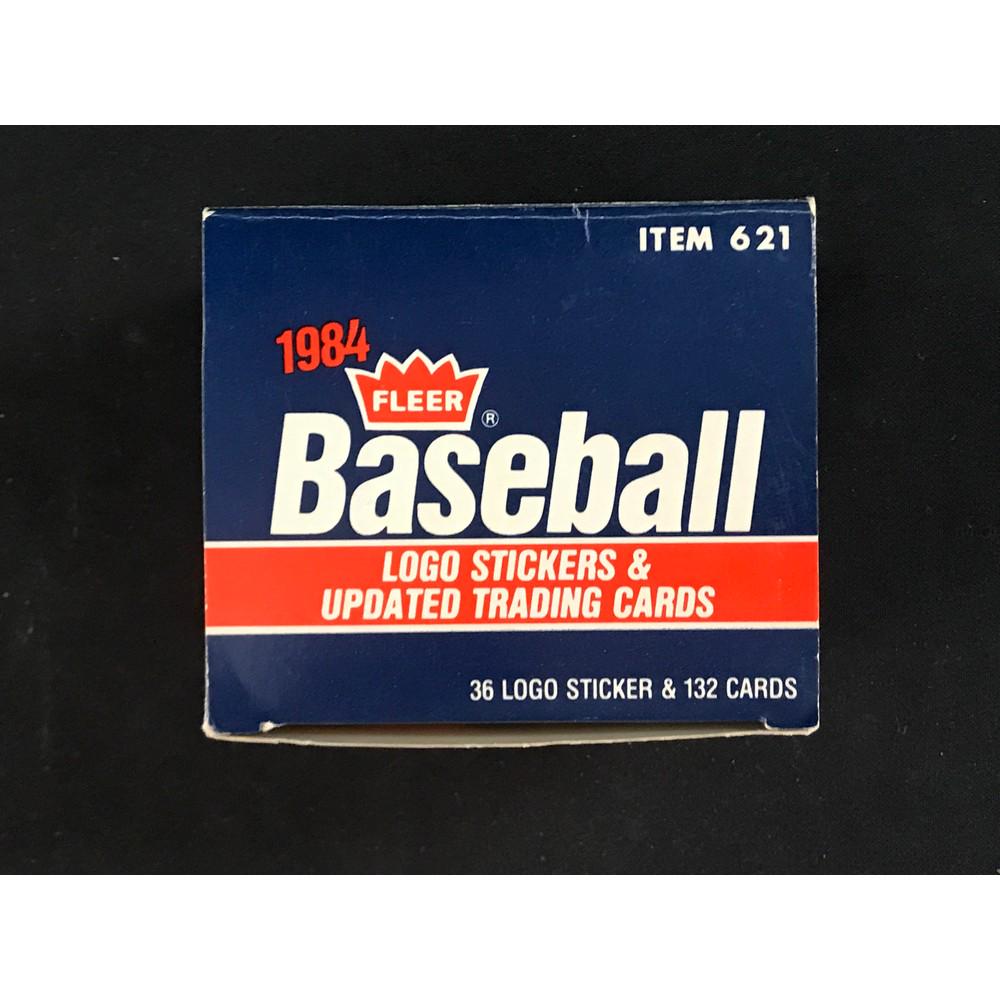 ITEM 621
1984
FLEER ®
Baseball
LOGO STICKERS &
UPDATED TRADING CARDS
36 LOGO STICKER & 132 CARDS